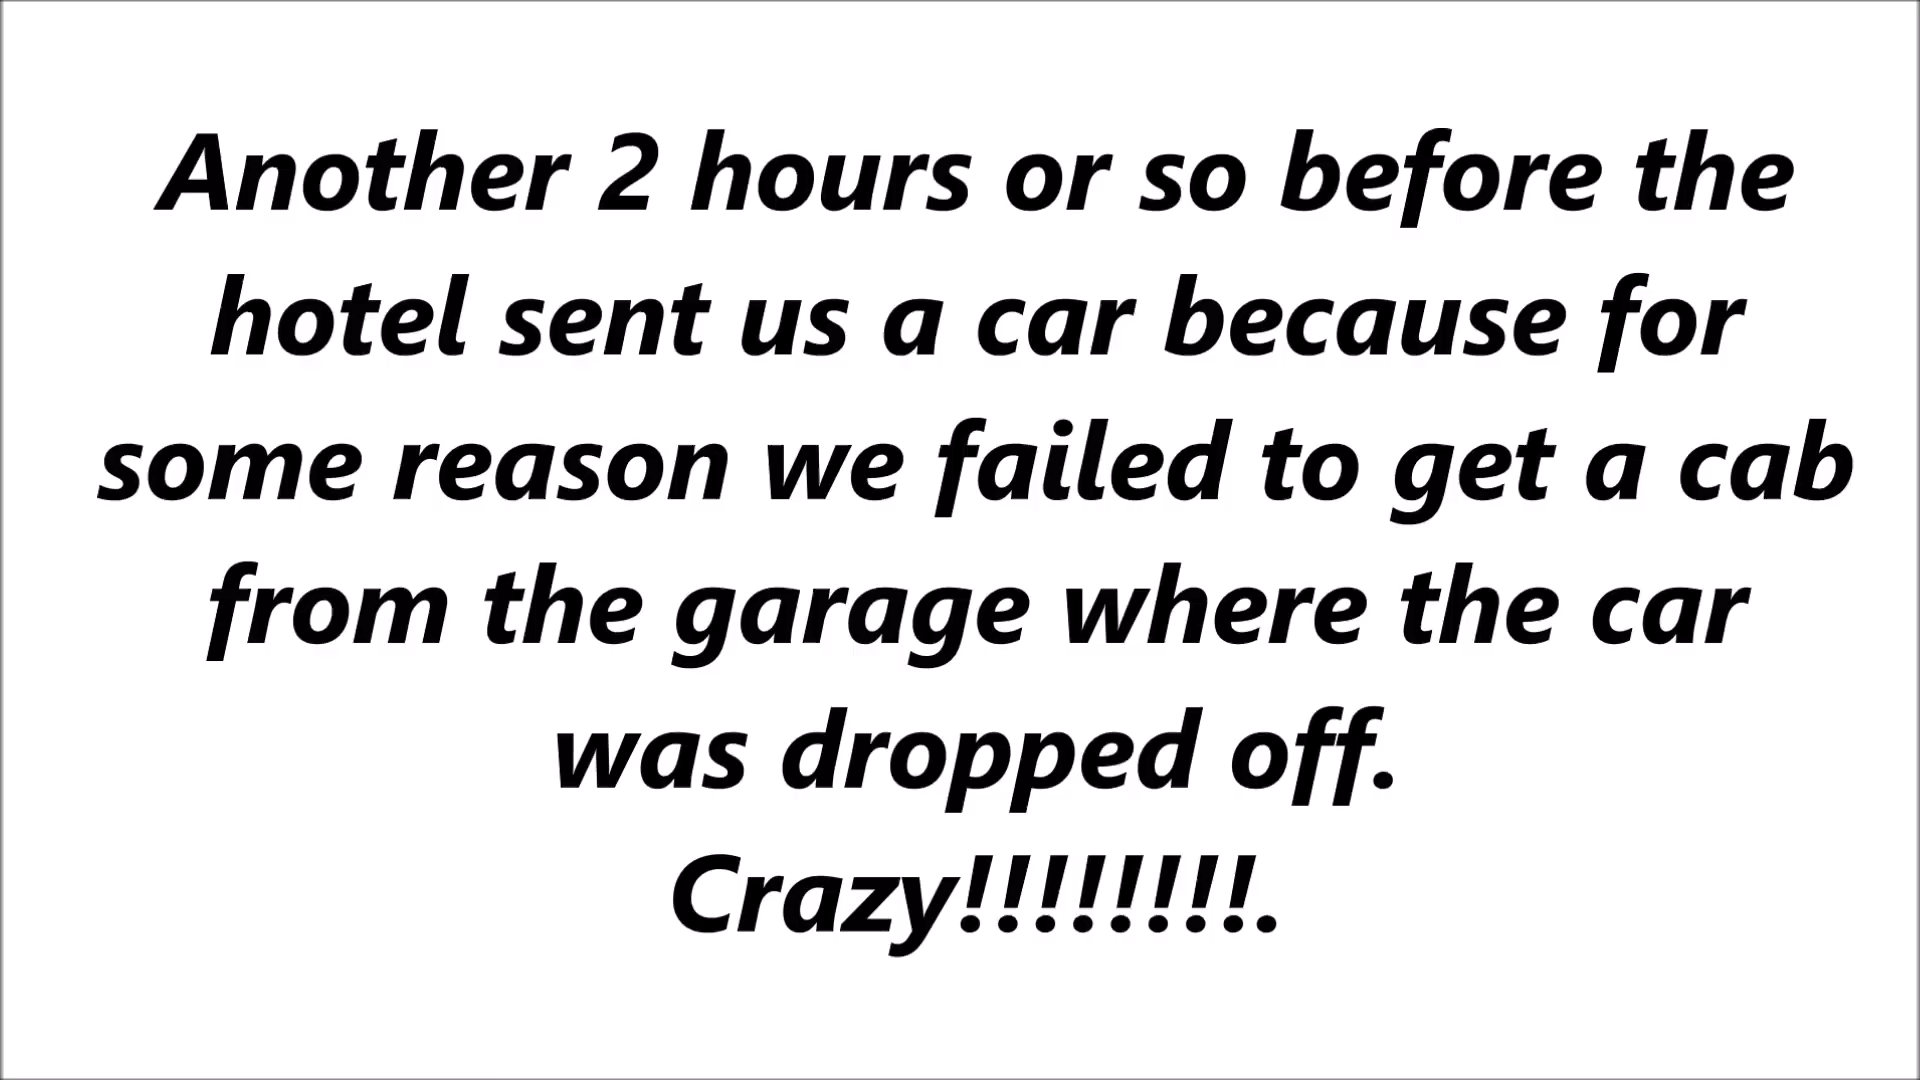 Another 2 hours or so before the
hotel sent us a car because for
some reason we failed to get a cab
from the garage where the car
was dropped off.
Crazy!!!!!!!!.